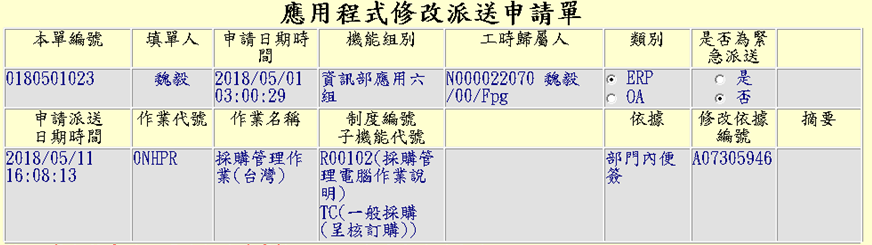 應用程式修改派送申請單
本單編號 填單人 申請日期時間 機能組別 工時歸屬人 類別 是否為緊急派送
0180501023 魏毅 2018/05/01 03:00:29 資訊部應用六組 N000022070 魏毅/00/Fpg ERP OA 是 否
申請派送日期時間 作業代號 作業名稱 制度編號 子機能代號 依據 修改依據編號 摘要
2018/05/11 16:08:13 0NHPR 採購管理作業(台灣) R00102(採購管理電腦作業說明) TC(一般採購(呈核訂購)) 部門內便簽 A07305946